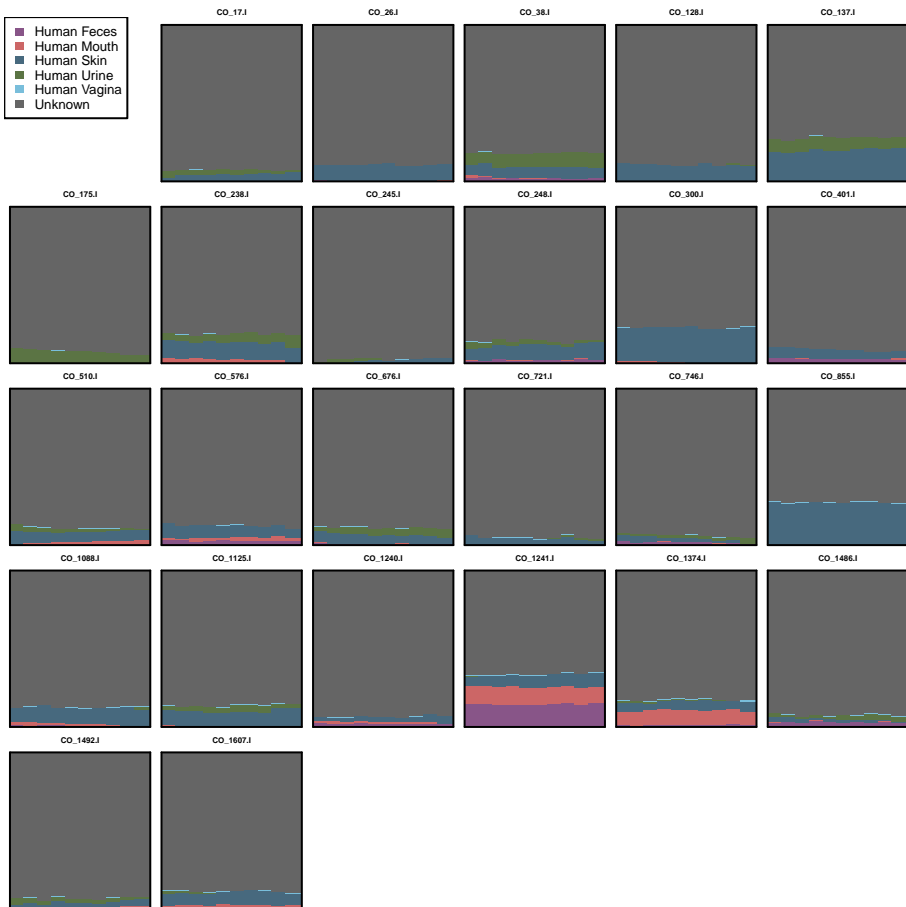 CO_17.I
CO_26.I
CO_38.I
CO_128.I
CO_137.I
Human Feces
Human Mouth
Human Skin
Human Urine
Human Vagina
Unknown
CO_175.I
CO_238.I
CO_245.I
CO_248.I
CO_300.I
CO_401.I
CO_510.I
CO_576.I
CO_676.I
CO_721.I
CO_746.I
CO_855.I
CO_1088.I
CO_1125.I
CO_1240.I
CO_1241.I
CO_1374.I
CO_1486.I
CO_1492.I
CO_1607.I